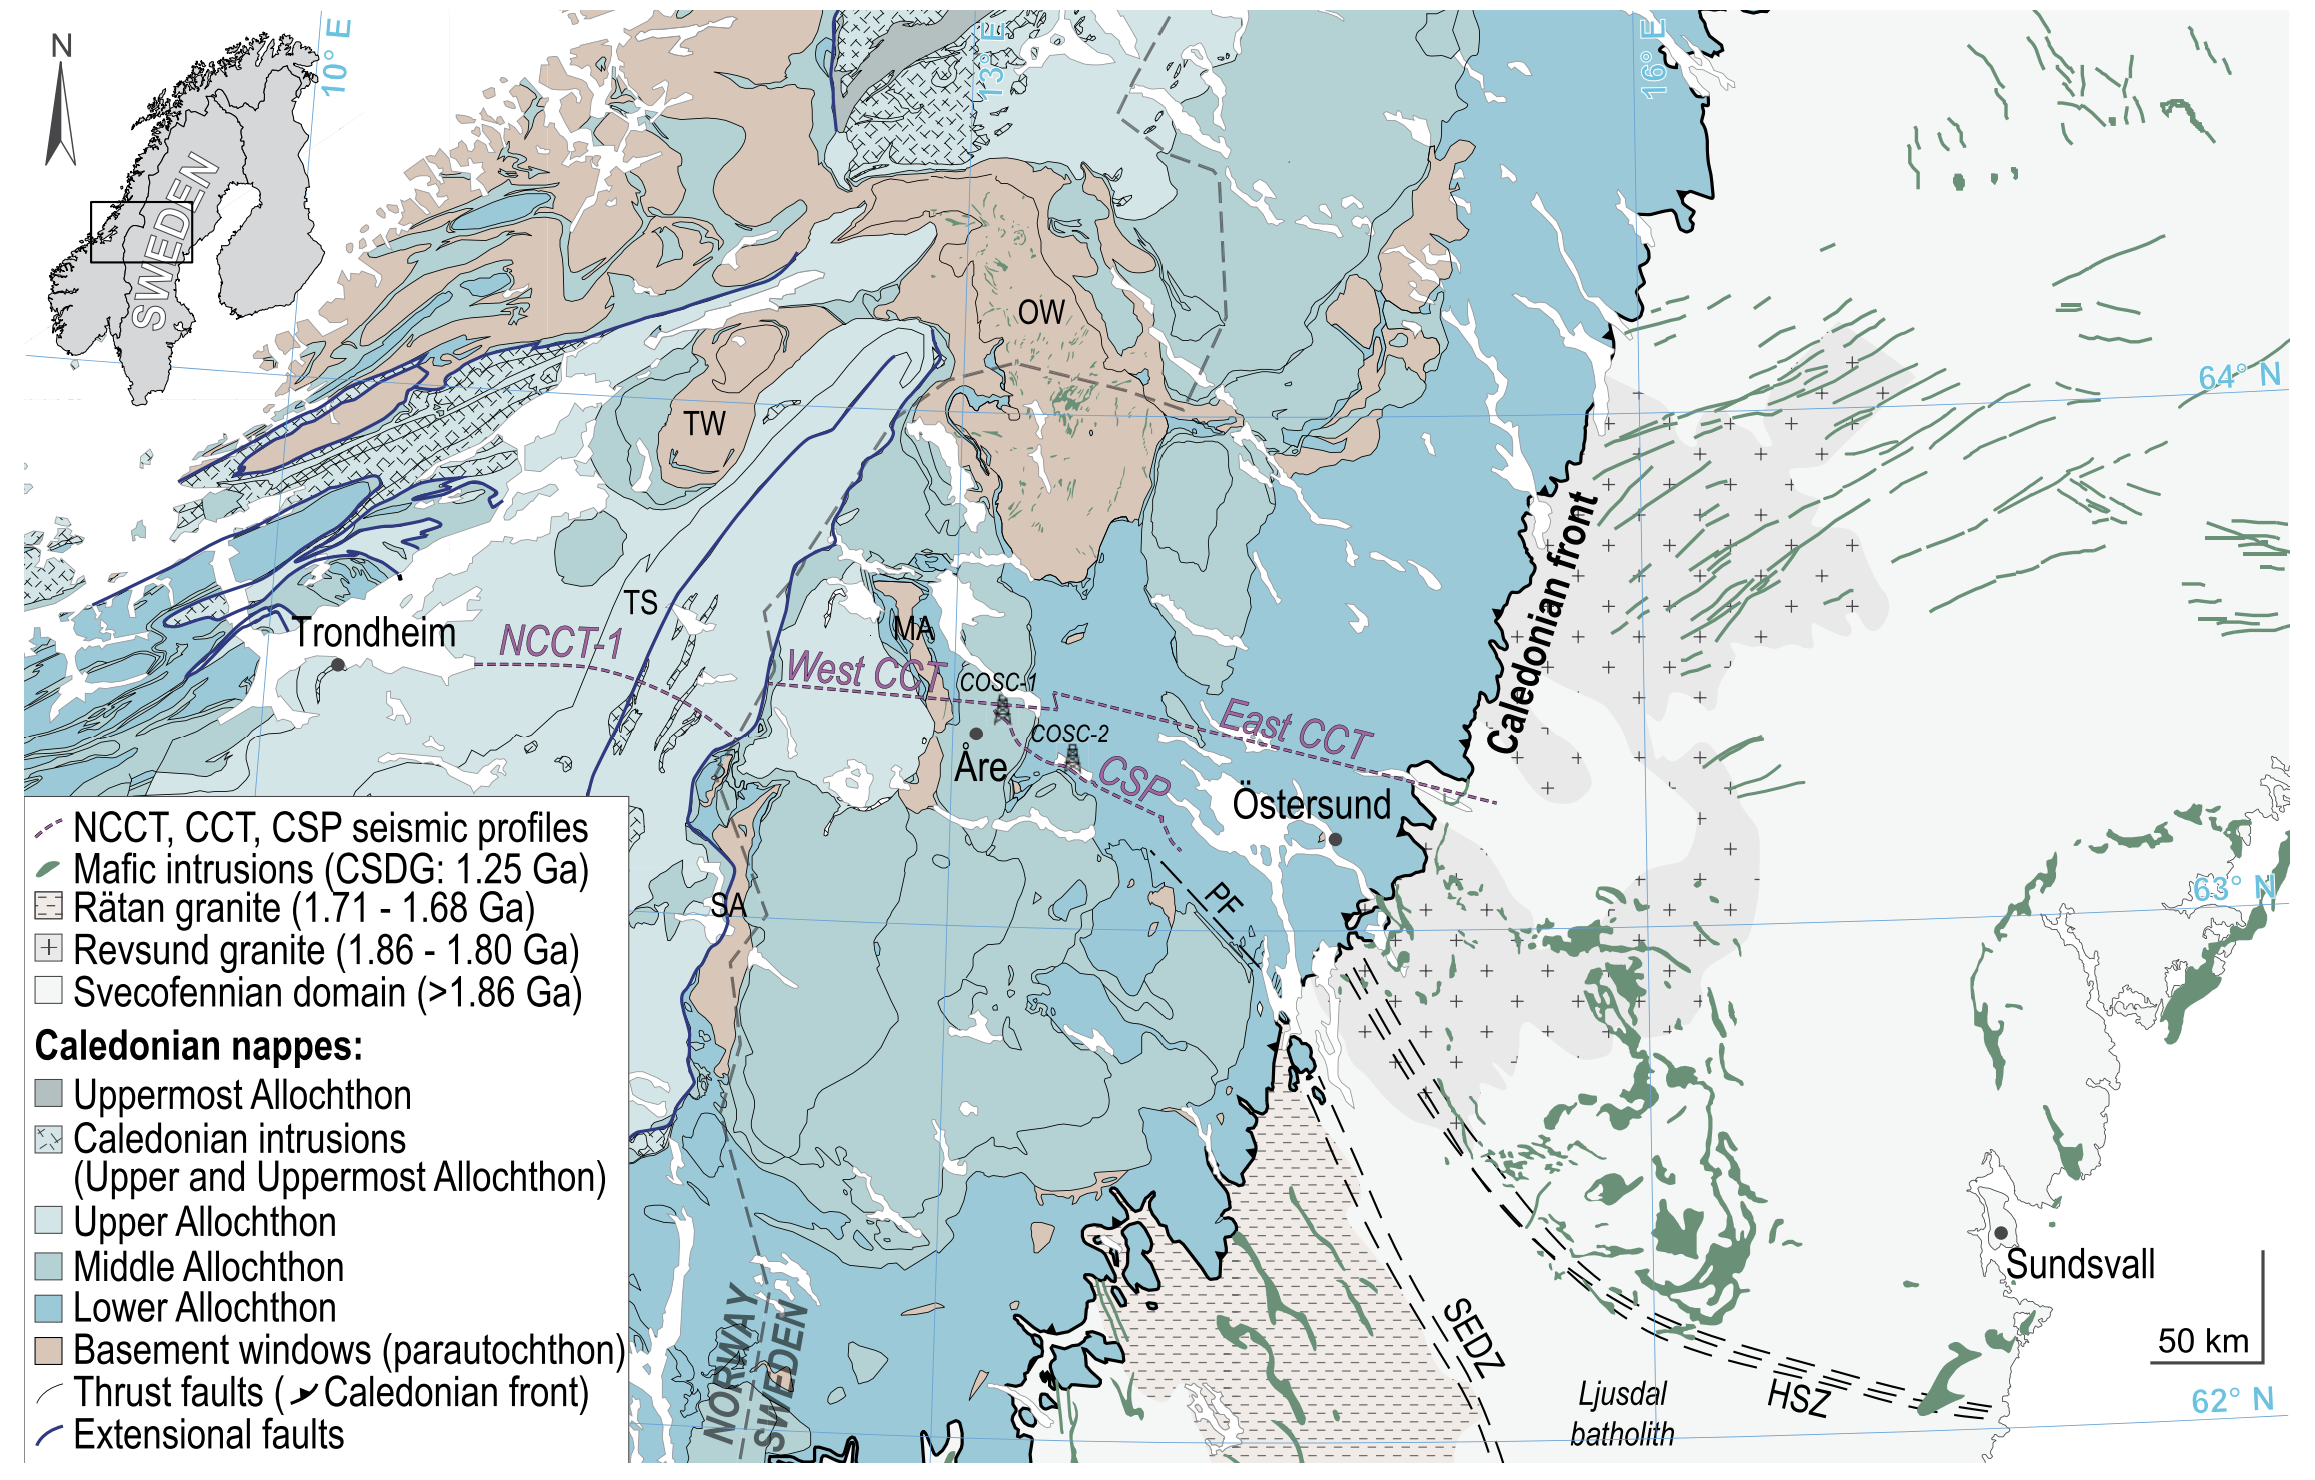 N
10° E
13° E
16° E
SWEDEN
OW
64° N
TW
Caledonian front
TS
Trondheim
NCCT-1
MA
West CCT
COSC-1
COSC-2
East CCT
Åre
CSP
Östersund
63° N
PF
SA
NCCT, CCT, CSP seismic profiles
Mafic intrusions (CSDG: 1.25 Ga)
Rätan granite (1.71 - 1.68 Ga)
Revsund granite (1.86 - 1.80 Ga)
Svecofennian domain (>1.86 Ga)
Caledonian nappes:
Uppermost Allochthon
Caledonian intrusions
(Upper and Uppermost Allochthon)
Upper Allochthon
Middle Allochthon
Lower Allochthon
Basement windows (parautochthon)
Thrust faults ( Caledonian front)
Extensional faults
NORWAY
SWEDEN
SEDZ
Ljusdal
batholith
HSZ
Sundsvall
50 km
62° N